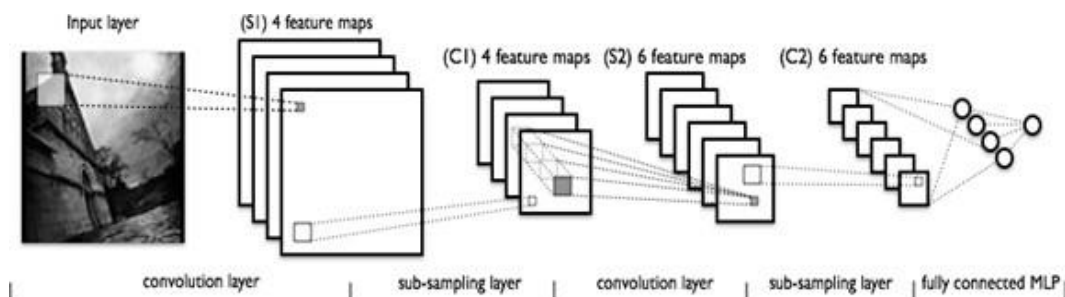 Input layer
(S1) 4 feature maps
(C1) 4 feature maps
(S2) 6 feature maps
(C2) 6 feature maps
convolution layer
sub-sampling layer
convolution layer
sub-sampling layer
fully connected MLP